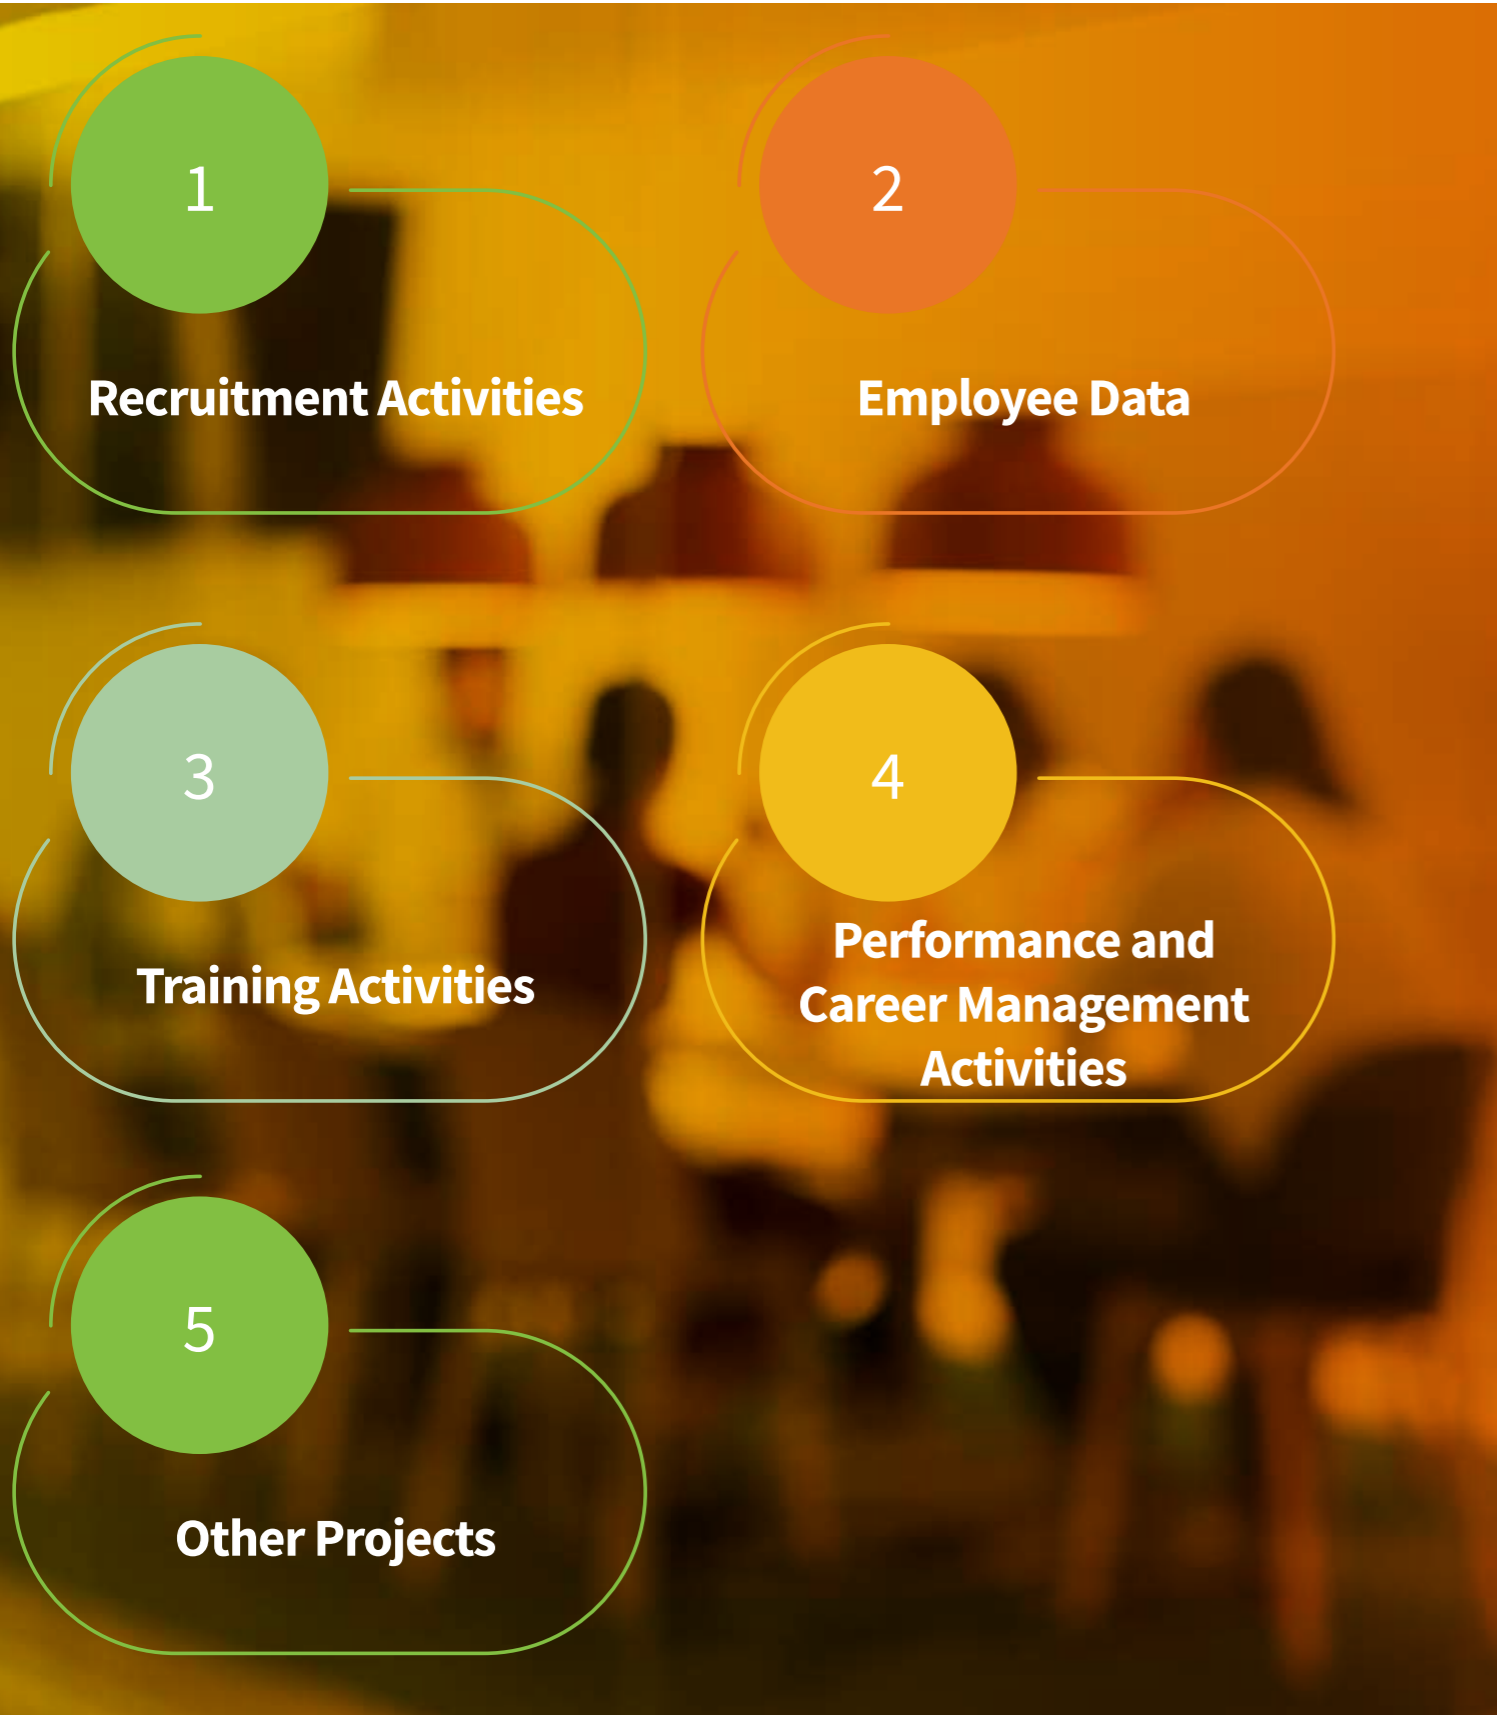 1
Recruitment Activities
2
Employee Data
3
Training Activities
4
Performance and
Career Management
Activities
5
Other Projects